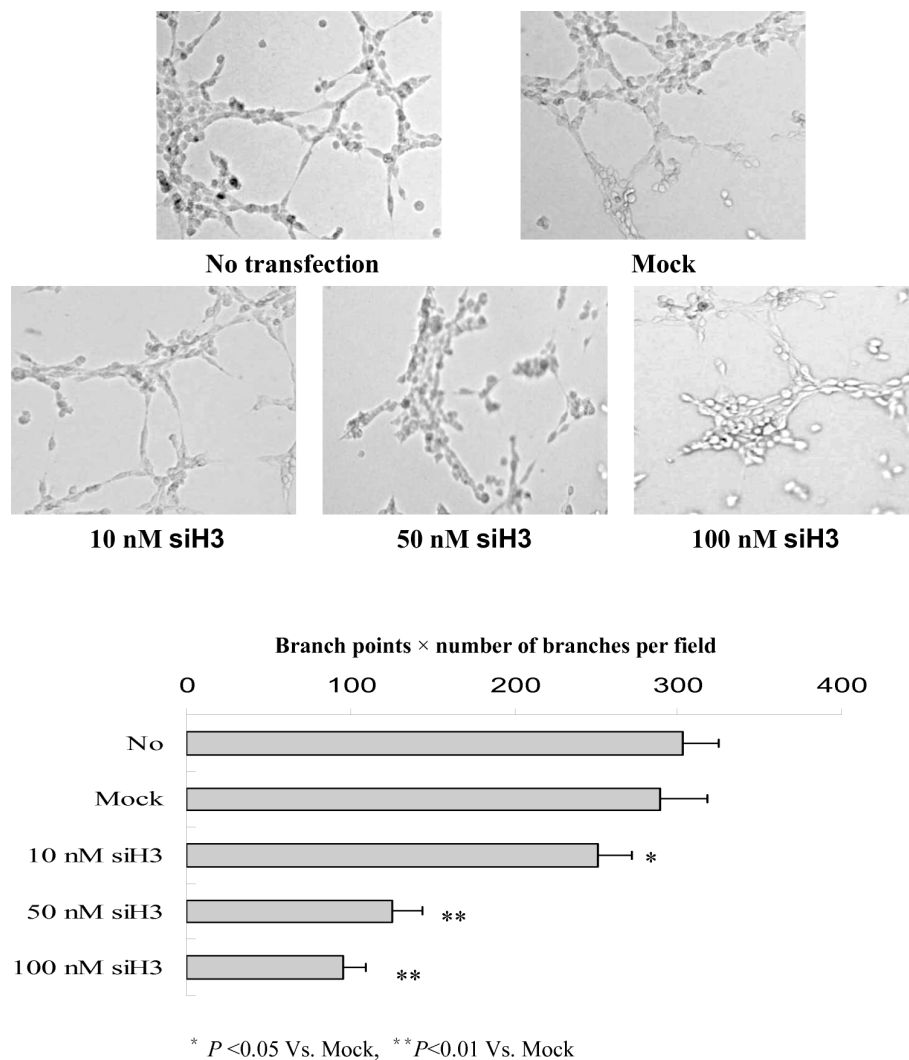 No transfection Mock
10 nM siH3 50 nM siH3 100 nM siH3
Branch points × number of branches per field
0 100 200 300 400
No
Mock
10 nM siH3 *
50 nM siH3 **
100 nM siH3 **
* P <0.05 Vs. Mock, **P<0.01 Vs. Mock